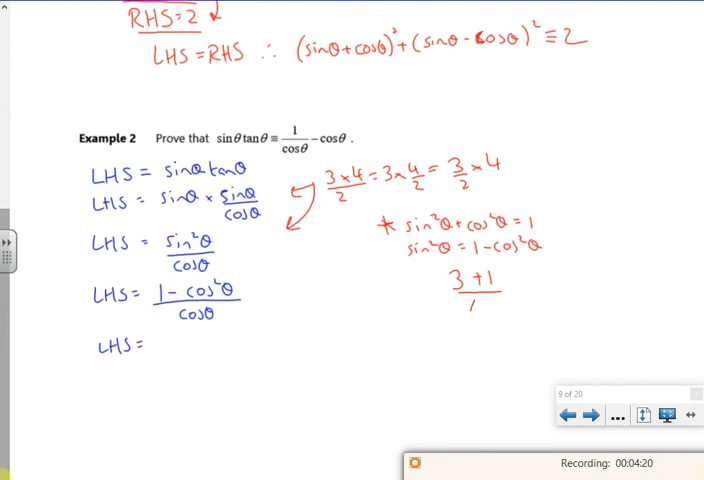 RHS = 2
LHS = RHS ∴ (sinθ + cosθ)² + (sinθ - cosθ)² ≡ 2
Example 2 Prove that sinθ tanθ ≡ 1/cosθ − cosθ .
LHS = sinθ tanθ
LHS = sinθ × sinθ/cosθ
LHS = sin²θ/cosθ
LHS = 1 - cos²θ/cosθ
LHS =
3 × 4/2 = 3 × 4/2 = 3/2 × 4
* sin²θ + cos²θ = 1
sin²θ = 1 - cos²θ
3 + 1
9 of 20
...
Recording: 00:04:20